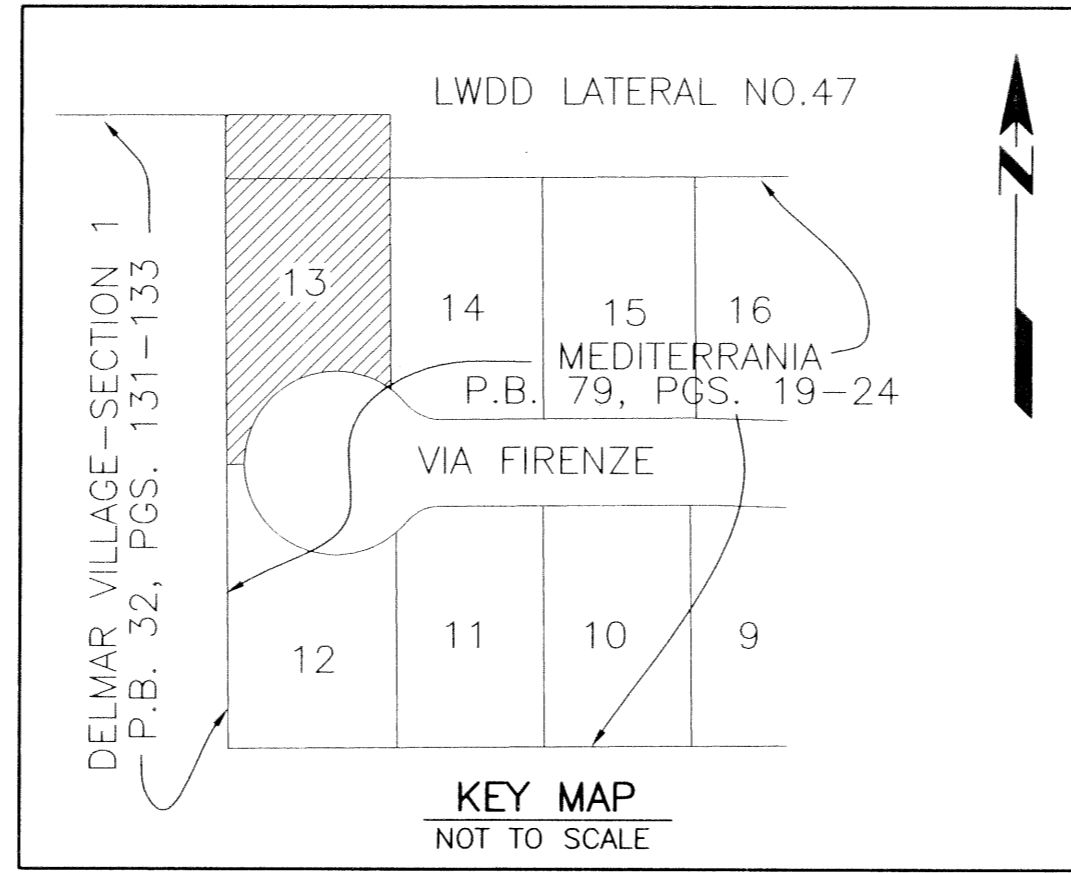 LWDD LATERAL NO.47
N
DELMAR VILLAGE-SECTION 1
P.B. 32, PGS. 131-133
13
14
15
16
MEDITERRANIA
P.B. 79, PGS. 19-24
VIA FIRENZE
12
11
10
9
KEY MAP
NOT TO SCALE